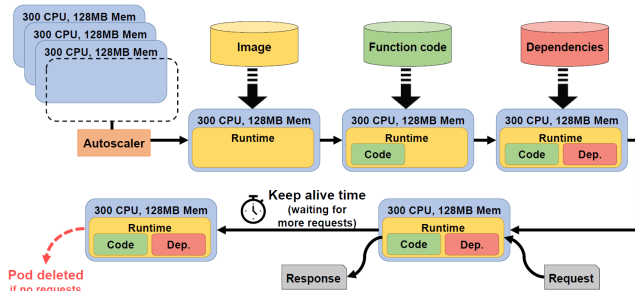 300 CPU, 128MB Mem
300 CPU, 128MB Mem
300 CPU, 128MB Mem
Autoscaler
Image
Function code
Dependencies
300 CPU, 128MB Mem
Runtime
300 CPU, 128MB Mem
Runtime
Code
300 CPU, 128MB Mem
Runtime
Code
Dep.
300 CPU, 128MB Mem
Runtime
Code
Dep.
Keep alive time
(waiting for
more requests)
300 CPU, 128MB Mem
Runtime
Code
Dep.
Pod deleted
if no requests
Response
Request